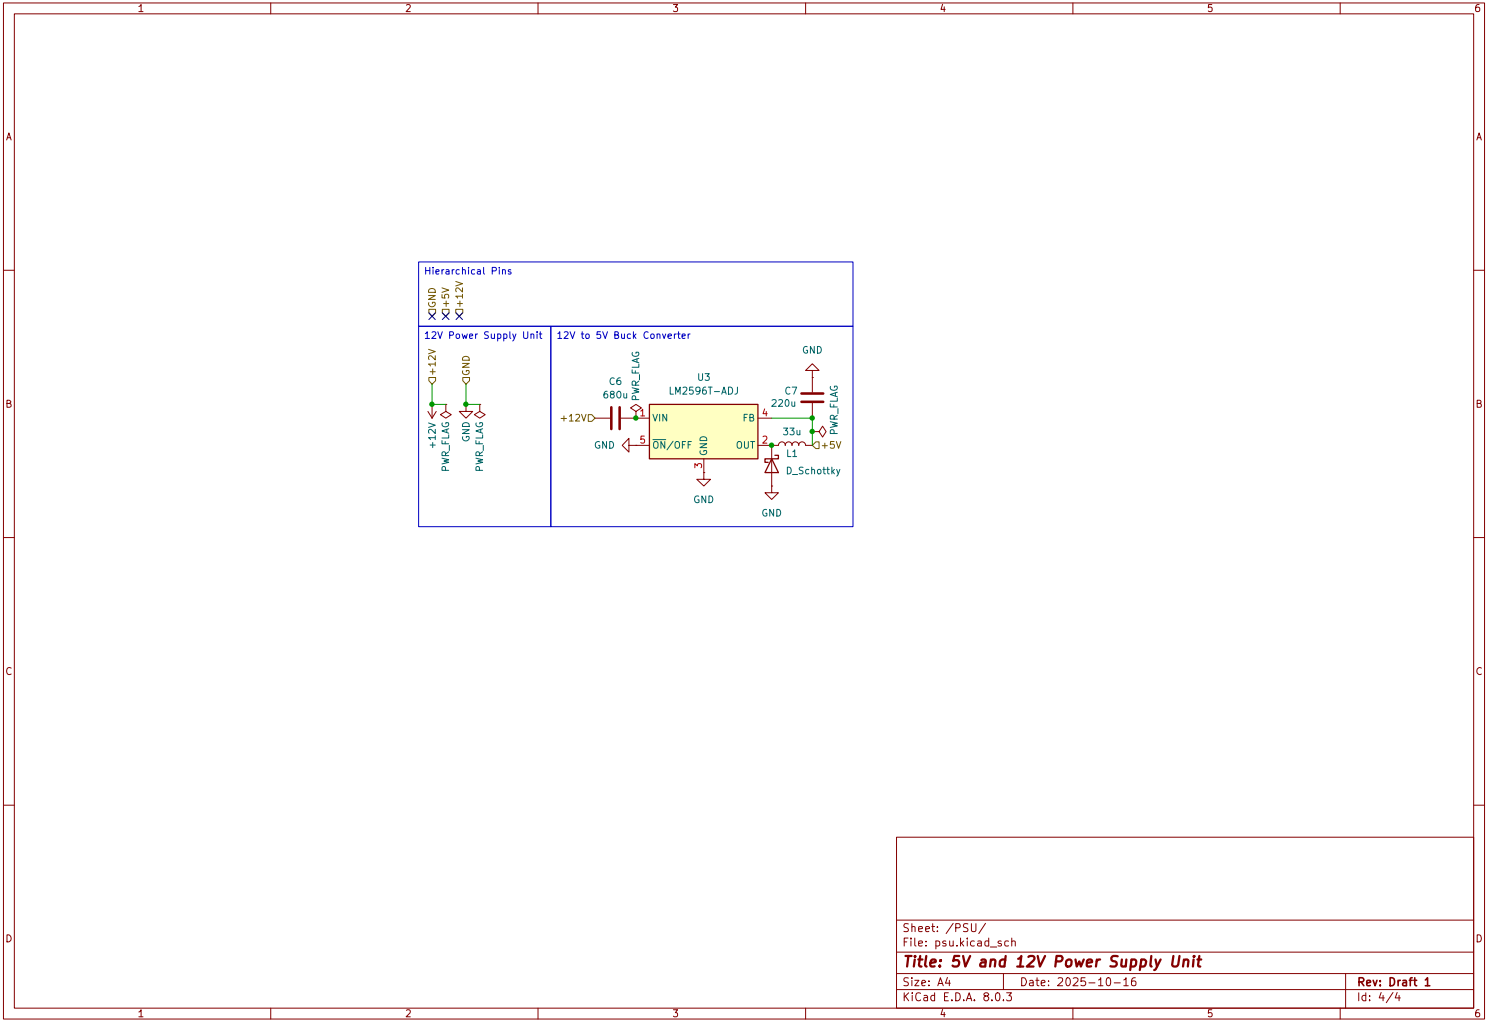 1 2 3 4 5 6
A A
Hierarchical Pins
GND
+5V
+12V
12V Power Supply Unit
+12V
GND
+12V
PWR_FLAG
GND
PWR_FLAG
12V to 5V Buck Converter
GND
PWR_FLAG
C6
680u
U3
LM2596T-ADJ
C7
220u
PWR_FLAG
+12V
1 VIN
FB 4
33u
GND
5 ON/OFF
GND
OUT 2
L1
+5V
3
D_Schottky
GND
GND
B B
C C
D D
Sheet: /PSU/
File: psu.kicad_sch
Title: 5V and 12V Power Supply Unit
Size: A4 Date: 2025-10-16 Rev: Draft 1
KiCad E.D.A. 8.0.3 Id: 4/4
1 2 3 4 5 6